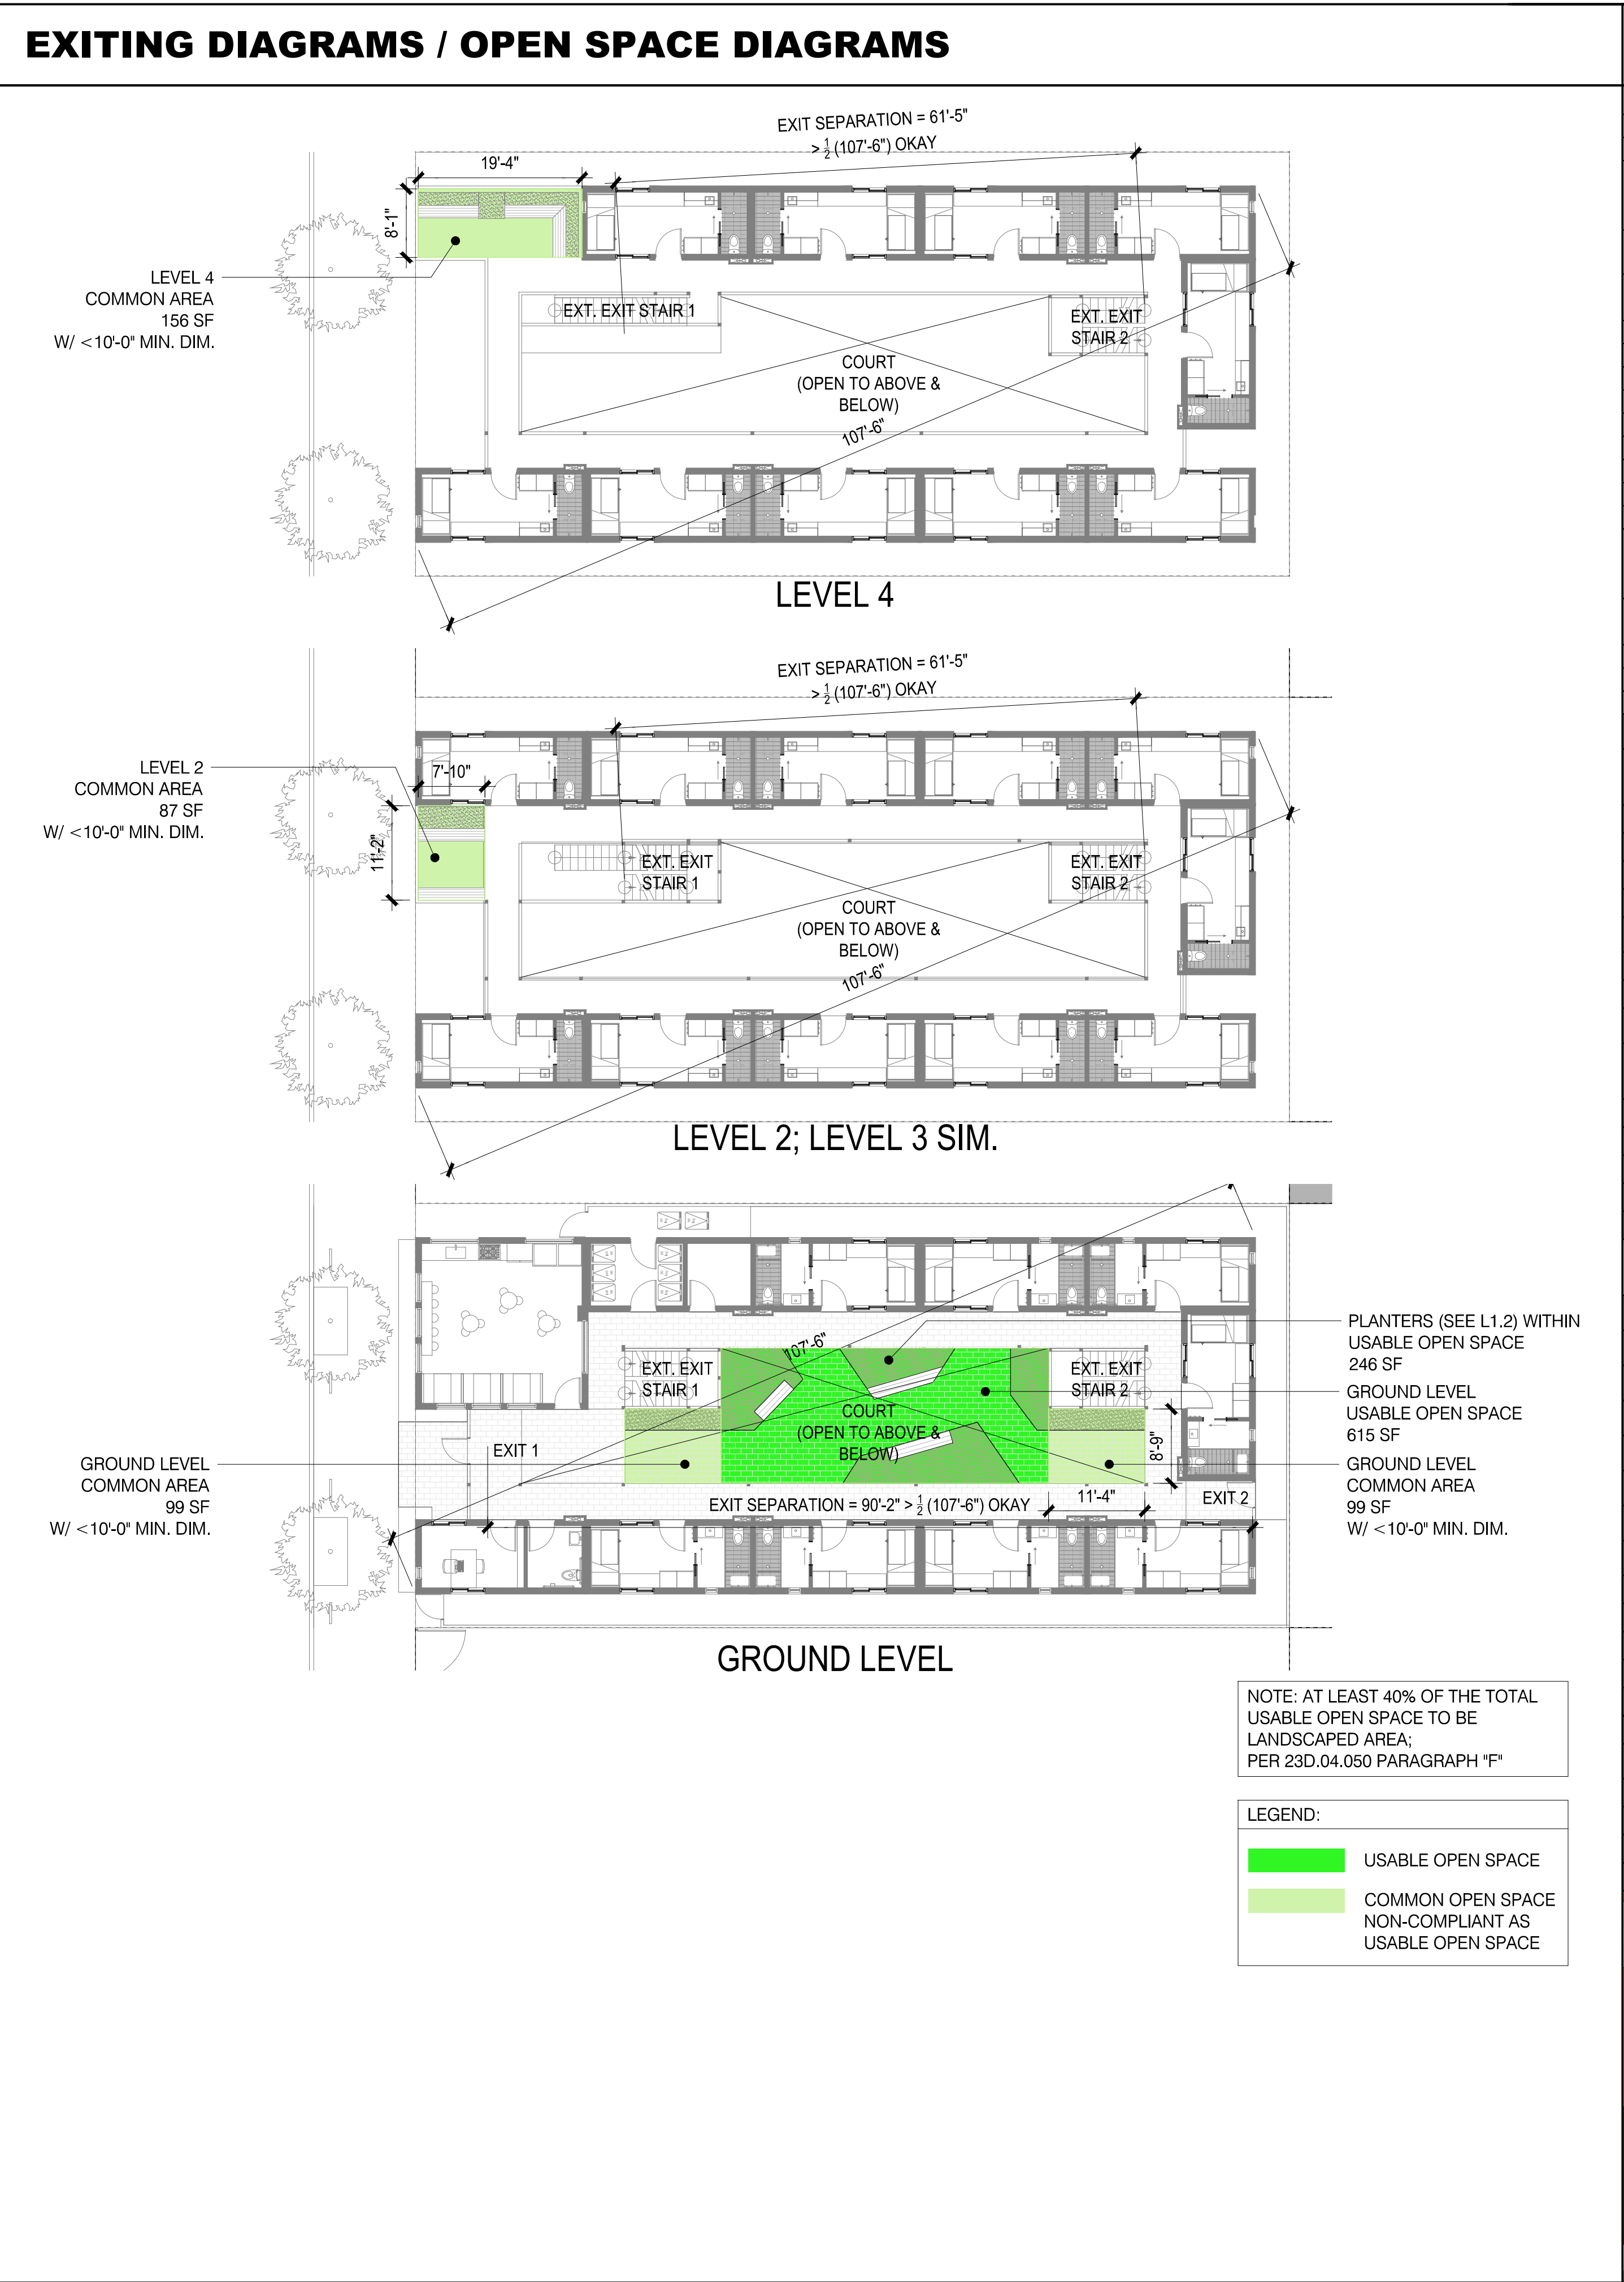 EXITING DIAGRAMS / OPEN SPACE DIAGRAMS
EXIT SEPARATION = 61'-5"
> 1/2 (107'-6") OKAY
19'-4"
8'-1"
LEVEL 4
COMMON AREA
156 SF
W/ <10'-0" MIN. DIM.
EXT. EXIT STAIR 1
EXT. EXIT
STAIR 2
COURT
(OPEN TO ABOVE &
BELOW)
107'-6"
LEVEL 4
EXIT SEPARATION = 61'-5"
> 1/2 (107'-6") OKAY
LEVEL 2
COMMON AREA
87 SF
W/ <10'-0" MIN. DIM.
7'-10"
11'-2"
EXT. EXIT
STAIR 1
EXT. EXIT
STAIR 2
COURT
(OPEN TO ABOVE &
BELOW)
107'-6"
LEVEL 2; LEVEL 3 SIM.
107'-6"
PLANTERS (SEE L1.2) WITHIN
USABLE OPEN SPACE
246 SF
EXT. EXIT
STAIR 1
EXT. EXIT
STAIR 2
GROUND LEVEL
USABLE OPEN SPACE
615 SF
COURT
(OPEN TO ABOVE &
BELOW)
EXIT 1
8'-9"
GROUND LEVEL
COMMON AREA
99 SF
W/ <10'-0" MIN. DIM.
GROUND LEVEL
COMMON AREA
99 SF
W/ <10'-0" MIN. DIM.
EXIT SEPARATION = 90'-2" > 1/2 (107'-6") OKAY
11'-4"
EXIT 2
GROUND LEVEL
NOTE: AT LEAST 40% OF THE TOTAL
USABLE OPEN SPACE TO BE
LANDSCAPED AREA;
PER 23D.04.050 PARAGRAPH "F"
LEGEND:
USABLE OPEN SPACE
COMMON OPEN SPACE
NON-COMPLIANT AS
USABLE OPEN SPACE